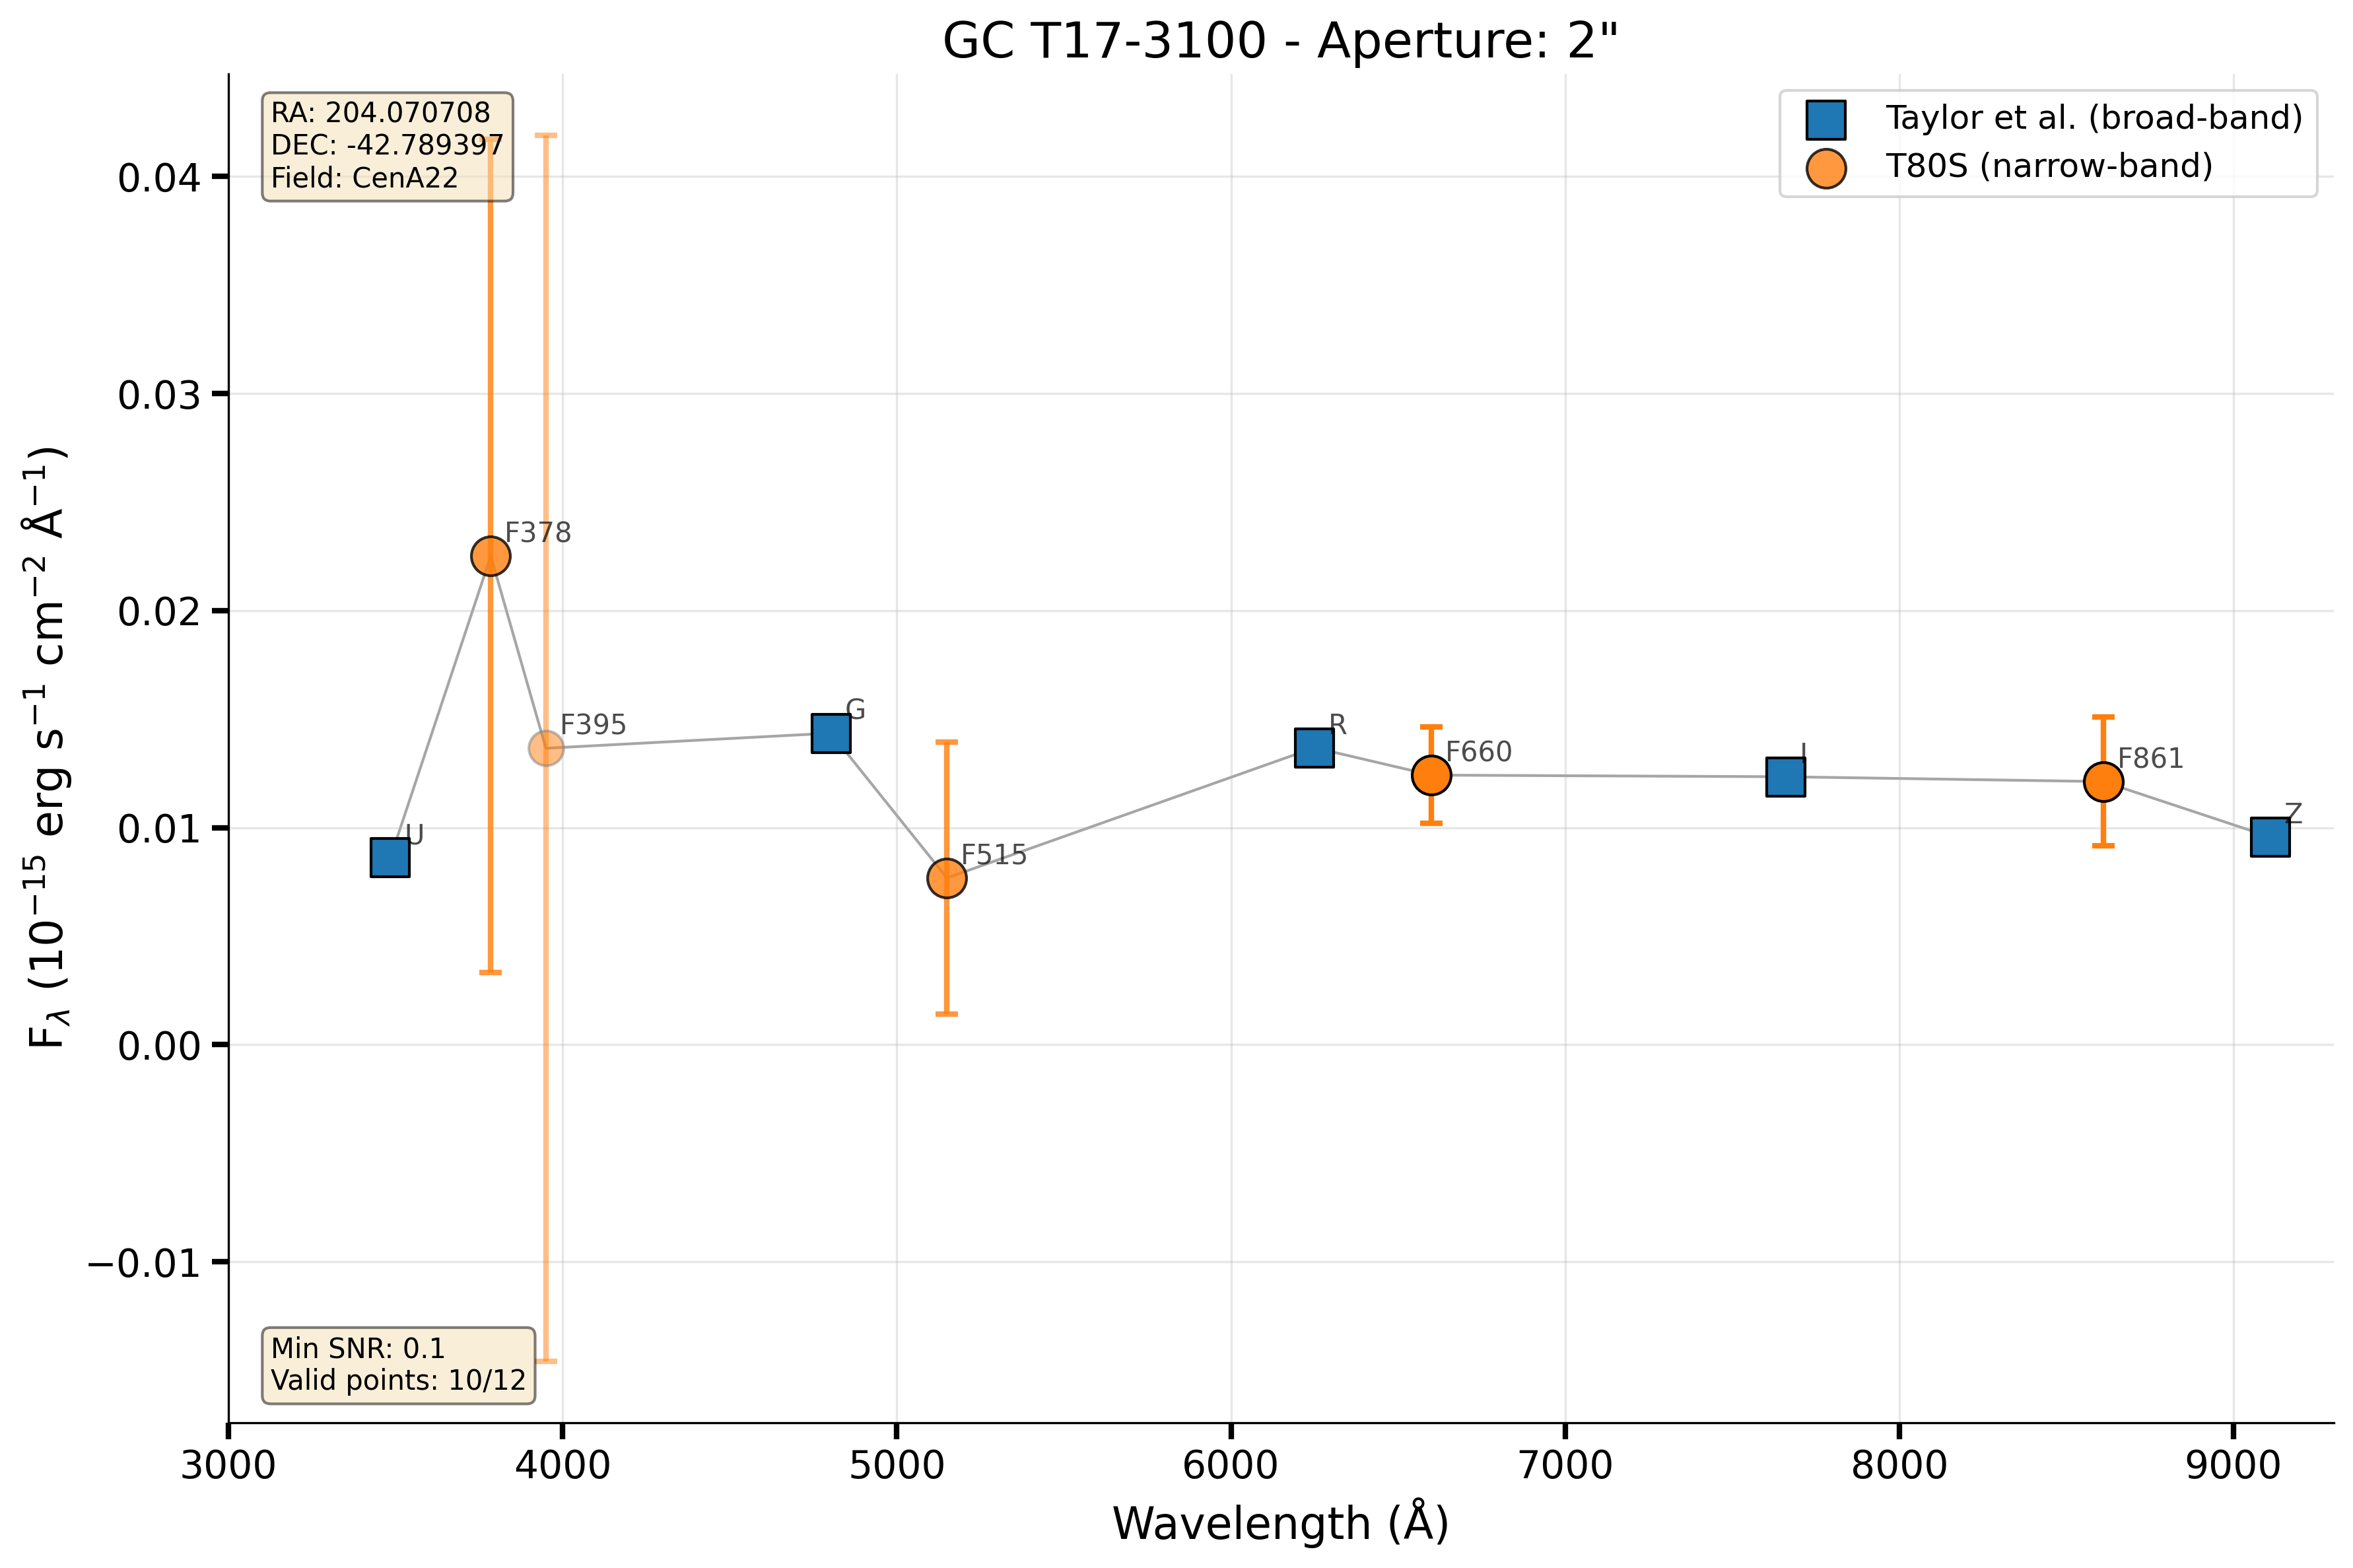 GC T17-3100 - Aperture: 2"
RA: 204.070708
DEC: -42.789397
Field: CenA22
Taylor et al. (broad-band)
T80S (narrow-band)
0.04
0.03
0.02
0.01
0.00
−0.01
F_λ (10⁻¹⁵ erg s⁻¹ cm⁻² Å⁻¹)
U
F378
F395
G
F515
R
F660
I
F861
Z
Min SNR: 0.1
Valid points: 10/12
3000 4000 5000 6000 7000 8000 9000
Wavelength (Å)